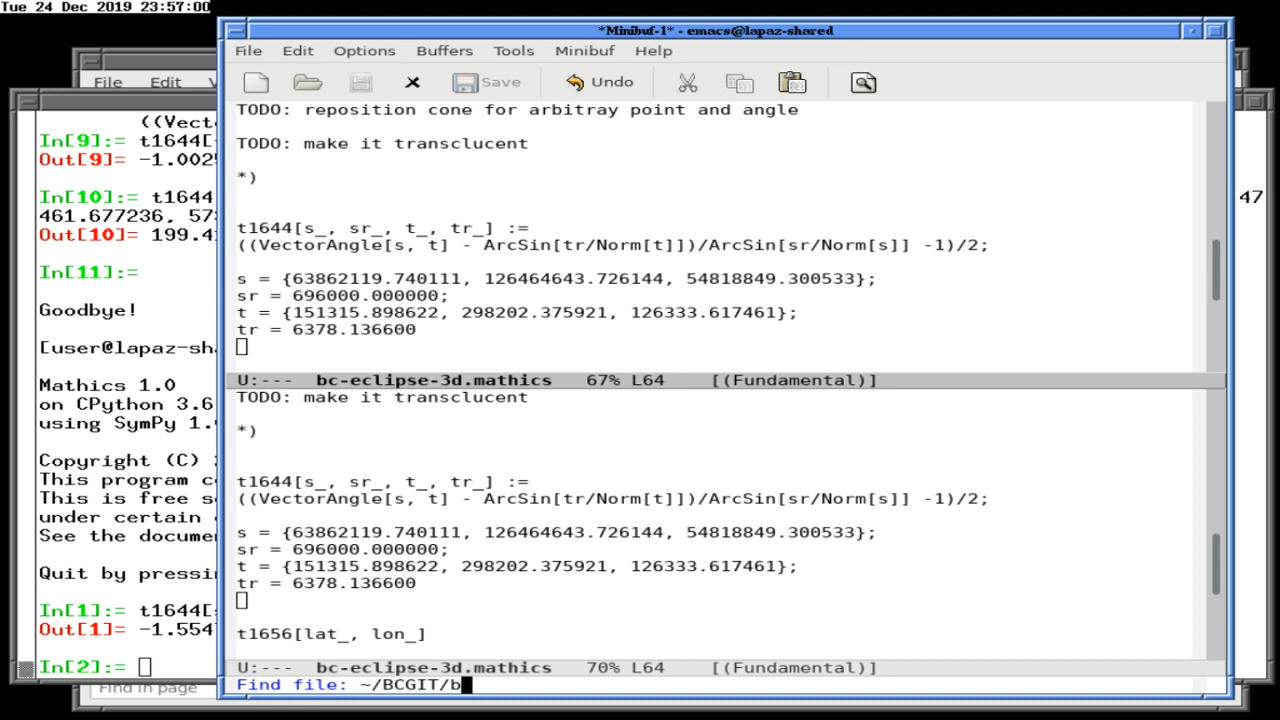 Tue 24 Dec 2019 23:57:00
*Minibuf-1* - emacs@lapaz-shared
File Edit Options Buffers Tools Minibuf Help
Save Undo
TODO: reposition cone for arbitray point and angle
TODO: make it transclucent
*)
t1644[s_, sr_, t_, tr_] :=
((VectorAngle[s, t] - ArcSin[tr/Norm[t]])/ArcSin[sr/Norm[s]] -1)/2;
s = {63862119.740111, 126464643.726144, 54818849.300533};
sr = 696000.000000;
t = {151315.898622, 298202.375921, 126333.617461};
tr = 6378.136600
U:--- bc-eclipse-3d.mathics 67% L64 [(Fundamental)]
TODO: make it transclucent
*)
t1644[s_, sr_, t_, tr_] :=
((VectorAngle[s, t] - ArcSin[tr/Norm[t]])/ArcSin[sr/Norm[s]] -1)/2;
s = {63862119.740111, 126464643.726144, 54818849.300533};
sr = 696000.000000;
t = {151315.898622, 298202.375921, 126333.617461};
tr = 6378.136600
t1656[lat_, lon_]
U:--- bc-eclipse-3d.mathics 70% L64 [(Fundamental)]
Find file: ~/BCGIT/b
File Edit
((Vect
In[9]:= t1644[
Out[9]= -1.002
In[10]:= t1644
47
461.677236, 57
Out[10]= 199.4
In[11]:=
Goodbye!
[user@lapaz-sh
Mathics 1.0
on CPython 3.6
using SymPy 1.
Copyright (C)
This program c
This is free s
under certain
See the docume
Quit by pressi
In[1]:= t1644[
Out[1]= -1.554
In[2]:=
Find in page